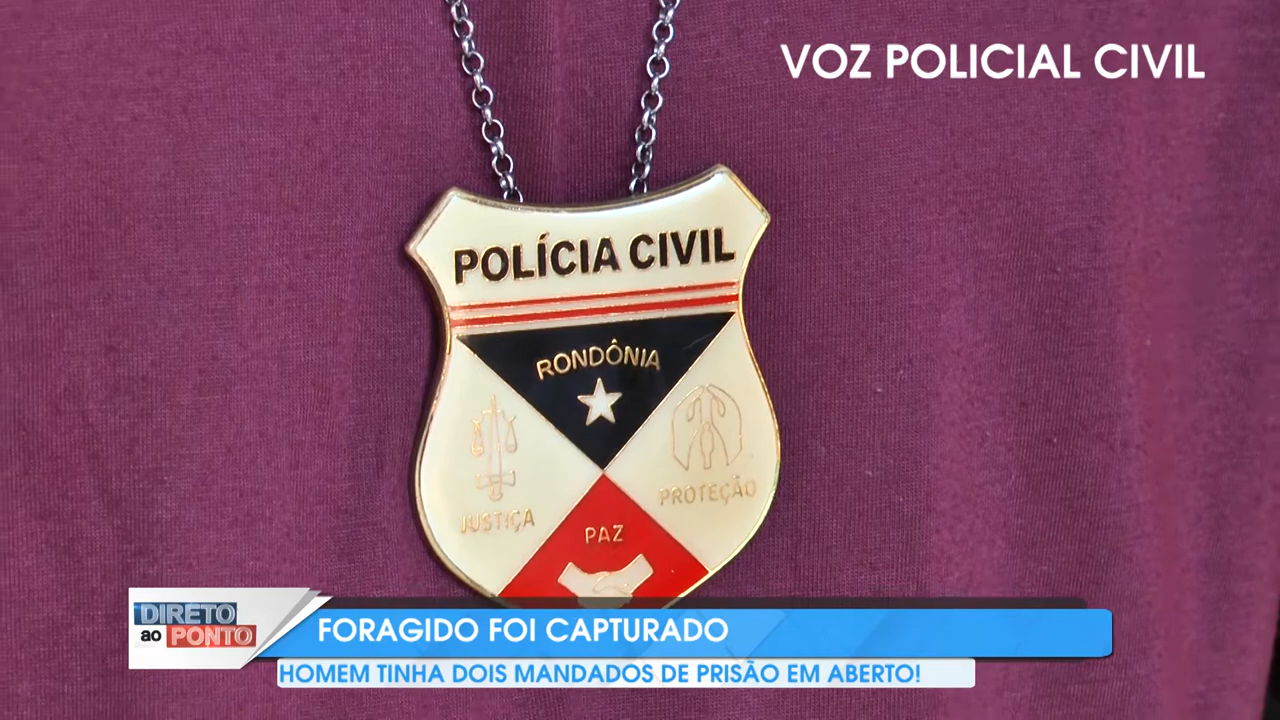 VOZ POLICIAL CIVIL
POLÍCIA CIVIL
RONDÔNIA
JUSTIÇA
PROTEÇÃO
PAZ
DIRETO
ao PONTO
FORAGIDO FOI CAPTURADO
HOMEM TINHA DOIS MANDADOS DE PRISÃO EM ABERTO!